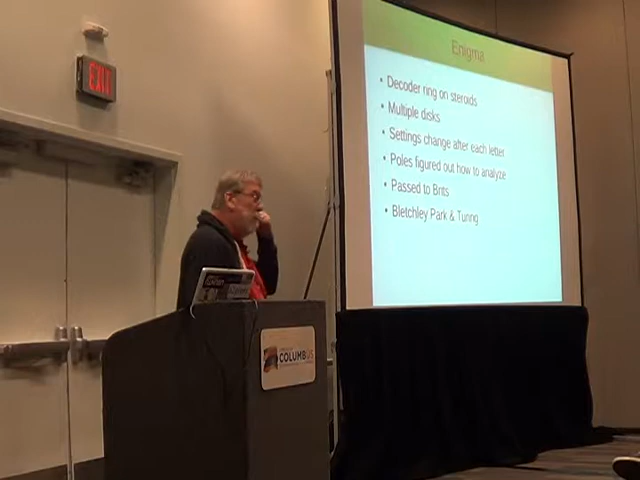 EXIT
Enigma
• Decoder ring on steroids
• Multiple disks
• Settings change after each letter
• Poles figured out how to analyze
• Passed to Brits
• Bletchley Park & Turing
COLUMBUS